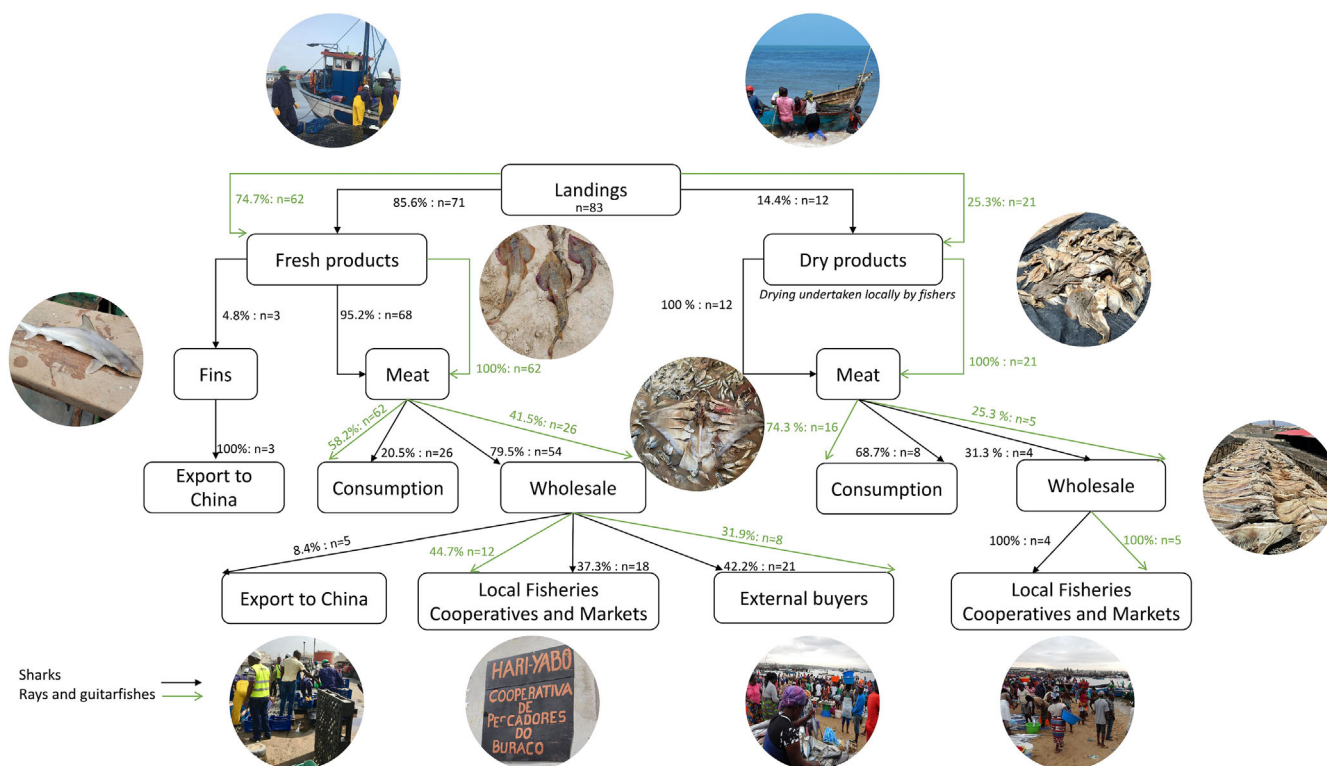 Landings
n=83
74.7%: n=62
85.6% : n=71
14.4% : n=12
25.3%: n=21
Fresh products
Dry products
Drying undertaken locally by fishers
4.8% : n=3
95.2% : n=68
100 % : n=12
Fins
Meat
100%: n=62
Meat
100% : n=21
58.2%: n=62
41.5%: n=26
74.3 %: n=16
25.3 %: n=5
100%: n=3
20.5% : n=26
79.5% : n=54
68.7% : n=8
31.3 % : n=4
Export to
China
Consumption
Wholesale
Consumption
Wholesale
8.4% : n=5
44.7% n=12
37.3% : n=18
42.2% : n=21
31.9%: n=8
100% : n=4
100%: n=5
Export to China
Local Fisheries
Cooperatives and Markets
External buyers
Local Fisheries
Cooperatives and Markets
Sharks
Rays and guitarfishes
HARI-YABÔ
COOPERATIVA
DE
PESCADORES
DO
BURACO